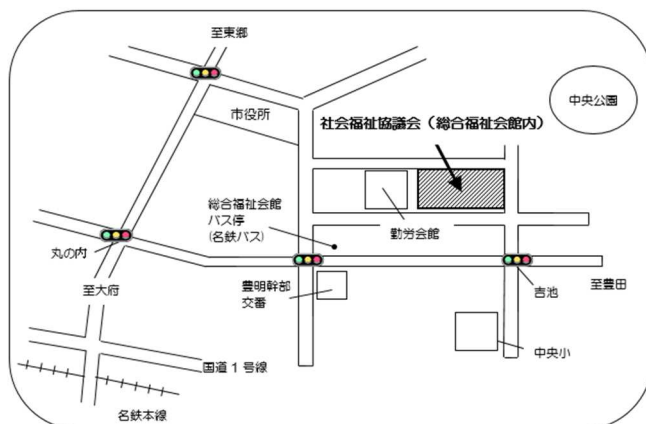 至東郷
中央公園
市役所
社会福祉協議会（総合福祉会館内）
総合福祉会館
バス停
(名鉄バス)
勤労会館
丸の内
至大府
豊明幹部
交番
吉池
至豊田
中央小
国道1号線
名鉄本線